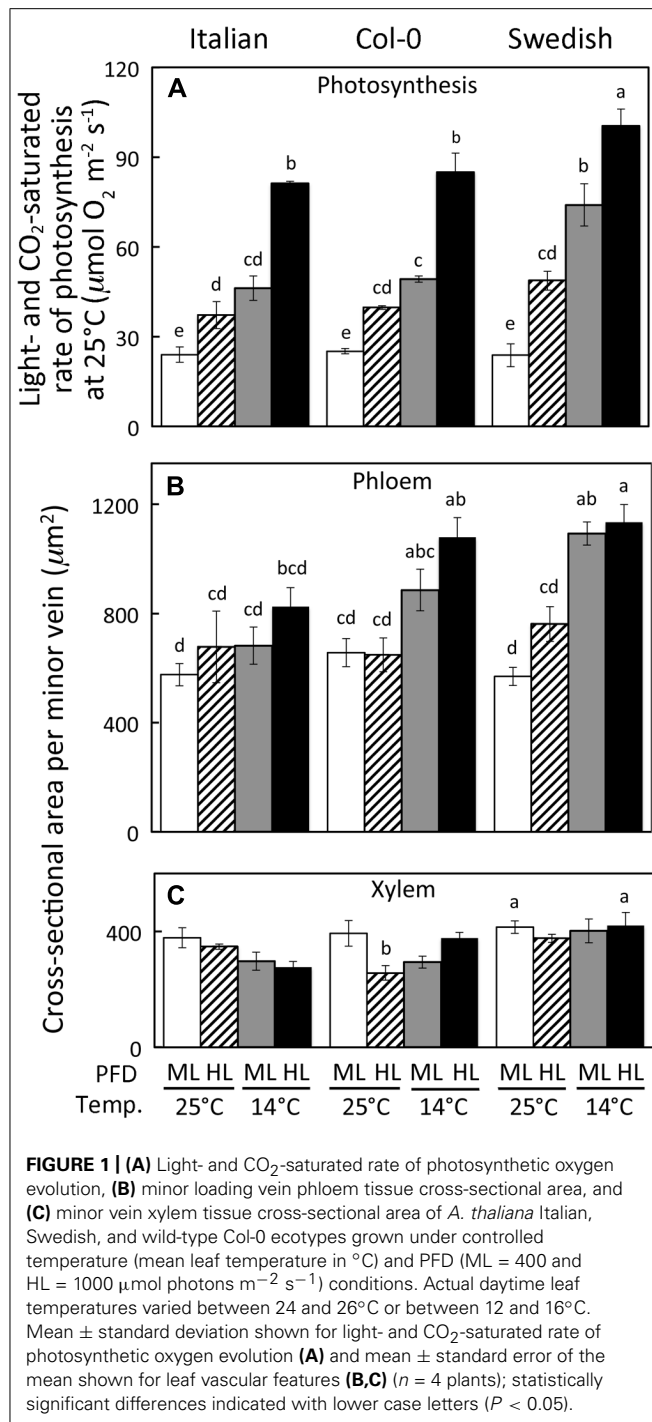 Italian Col-0 Swedish
A Photosynthesis
Light- and CO₂-saturated
rate of photosynthesis
at 25°C (μmol O₂ m⁻² s⁻¹)
120
90
60
30
0
e d cd b e cd c b e cd b a
B Phloem
Cross-sectional area per minor vein (μm²)
1200
800
400
0
d cd cd bcd cd cd abc ab d cd ab a
C Xylem
400
0
b a a
PFD ML HL ML HL ML HL ML HL ML HL ML HL
Temp. 25°C 14°C 25°C 14°C 25°C 14°C
FIGURE 1 | (A) Light- and CO₂-saturated rate of photosynthetic oxygen
evolution, (B) minor loading vein phloem tissue cross-sectional area, and
(C) minor vein xylem tissue cross-sectional area of A. thaliana Italian,
Swedish, and wild-type Col-0 ecotypes grown under controlled
temperature (mean leaf temperature in °C) and PFD (ML = 400 and
HL = 1000 μmol photons m⁻² s⁻¹) conditions. Actual daytime leaf
temperatures varied between 24 and 26°C or between 12 and 16°C.
Mean ± standard deviation shown for light- and CO₂-saturated rate of
photosynthetic oxygen evolution (A) and mean ± standard error of the
mean shown for leaf vascular features (B,C) (n = 4 plants); statistically
significant differences indicated with lower case letters (P < 0.05).